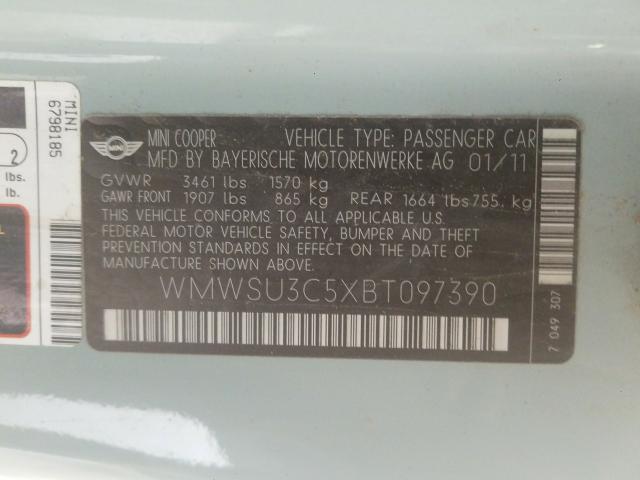 MINI
6798185
2
lbs.
lb.
MINI
MINI COOPER VEHICLE TYPE: PASSENGER CAR
MFD BY BAYERISCHE MOTORENWERKE AG 01/11
GVWR 3461 lbs 1570 kg
GAWR FRONT 1907 lbs 865 kg REAR 1664 lbs 755. kg
THIS VEHICLE CONFORMS TO ALL APPLICABLE U.S.
FEDERAL MOTOR VEHICLE SAFETY, BUMPER AND THEFT
PREVENTION STANDARDS IN EFFECT ON THE DATE OF
MANUFACTURE SHOWN ABOVE.
WMWSU3C5XBT097390
7 049 307